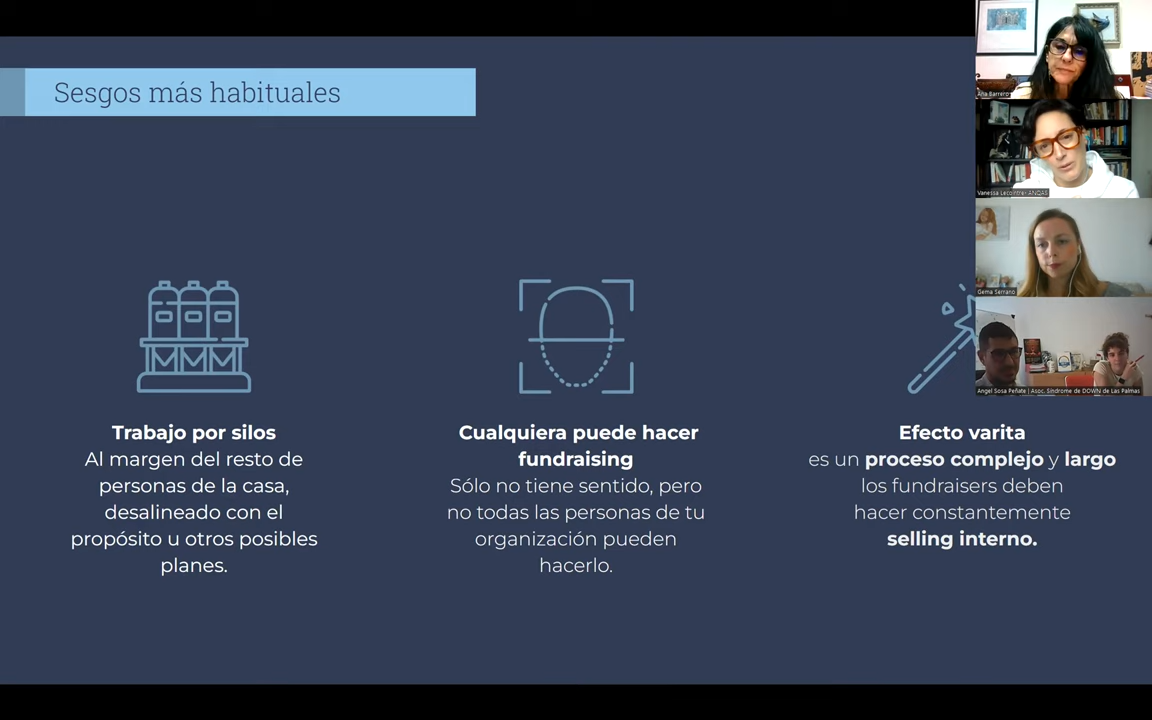 Sesgos más habituales
Trabajo por silos
Al margen del resto de
personas de la casa,
desalineado con el
propósito u otros posibles
planes.
Cualquiera puede hacer
fundraising
Sólo no tiene sentido, pero
no todas las personas de tu
organización pueden
hacerlo.
Efecto varita
es un proceso complejo y largo
los fundraisers deben
hacer constantemente
selling interno.
Ana Barrero
Vanessa Lecointre - ANQAS
Gema Serrano
Angel Sosa Peñate | Asoc. Síndrome de DOWN de Las Palmas